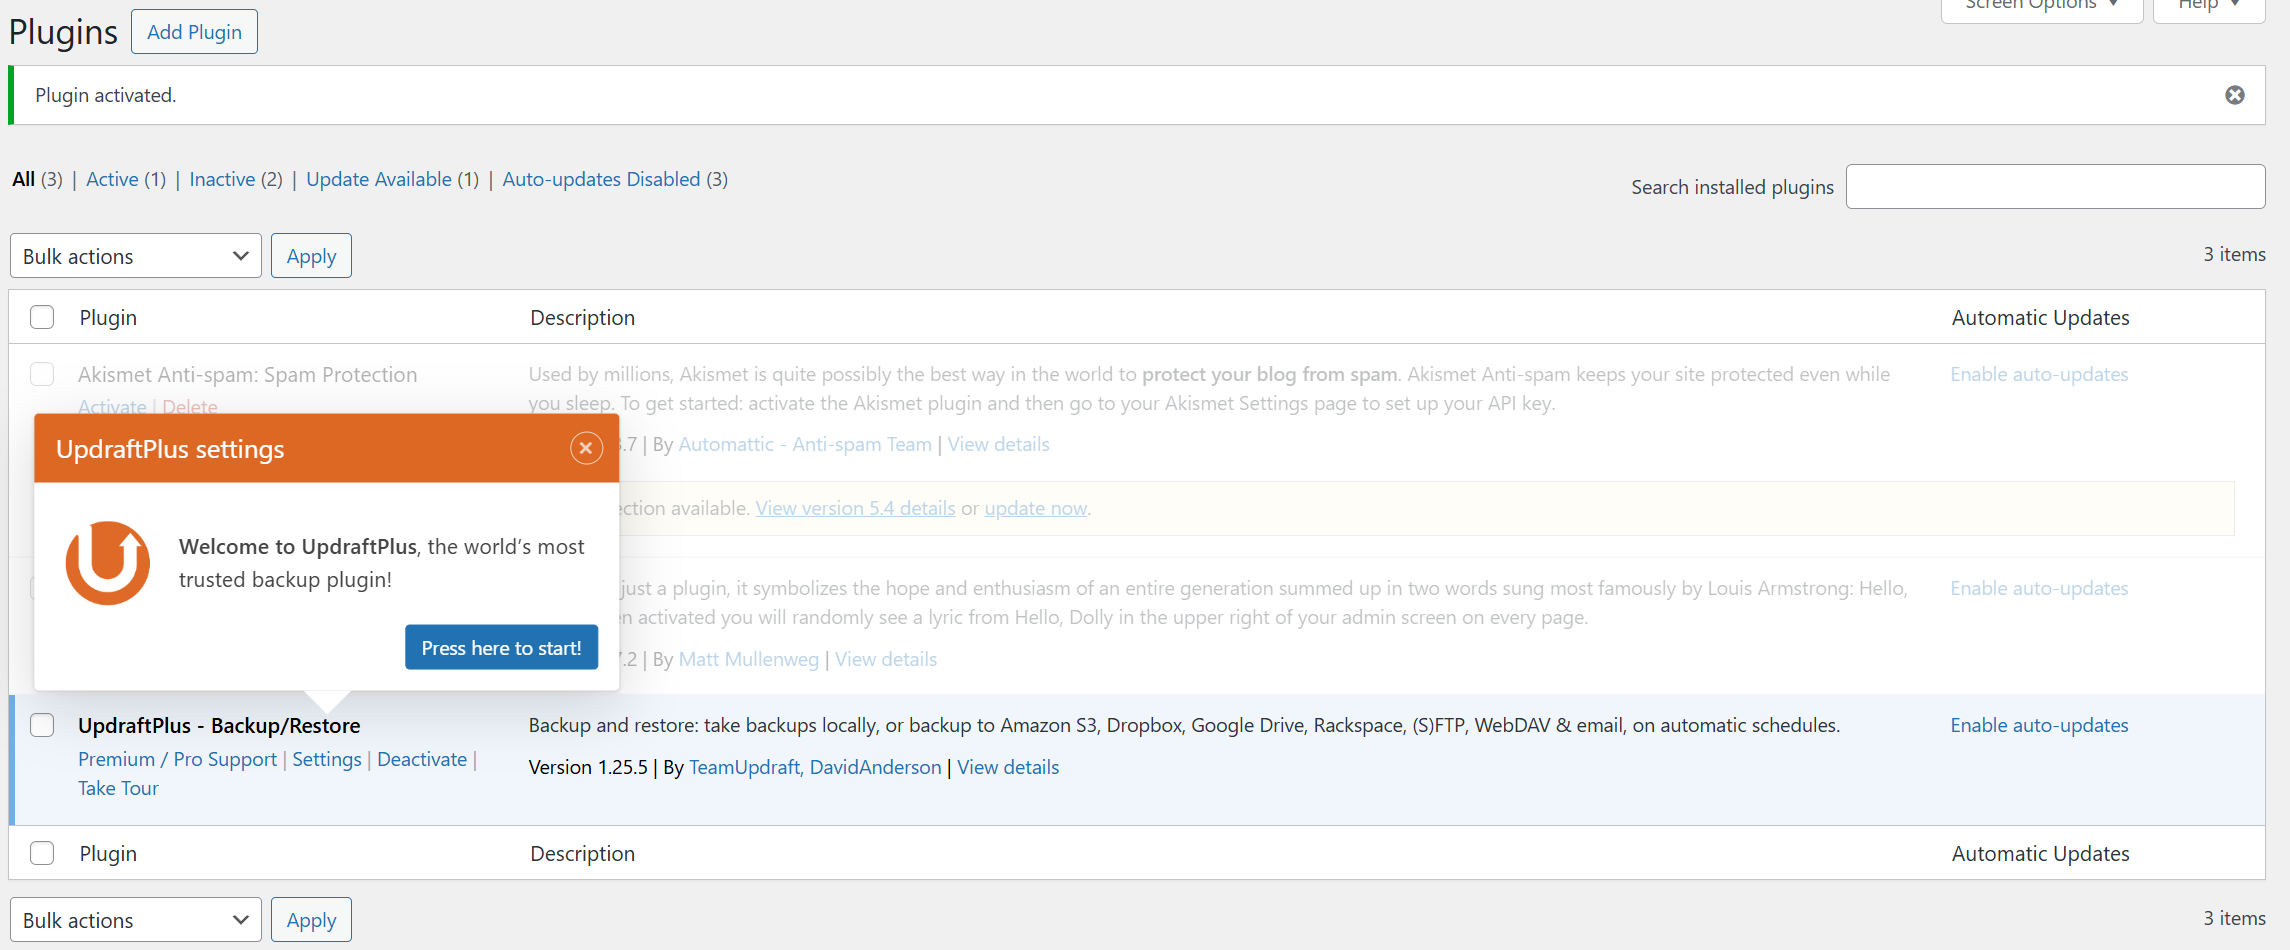 Plugins
Add Plugin
Screen Options
Help
Plugin activated.
All (3) | Active (1) | Inactive (2) | Update Available (1) | Auto-updates Disabled (3)
Search installed plugins
Bulk actions
Apply
3 items
Plugin
Description
Automatic Updates
Akismet Anti-spam: Spam Protection
Activate | Delete
Used by millions, Akismet is quite possibly the best way in the world to protect your blog from spam. Akismet Anti-spam keeps your site protected even while
you sleep. To get started: activate the Akismet plugin and then go to your Akismet Settings page to set up your API key.
.7 | By Automattic - Anti-spam Team | View details
Enable auto-updates
ction available. View version 5.4 details or update now.
UpdraftPlus settings
Welcome to UpdraftPlus, the world's most
trusted backup plugin!
Press here to start!
just a plugin, it symbolizes the hope and enthusiasm of an entire generation summed up in two words sung most famously by Louis Armstrong: Hello,
n activated you will randomly see a lyric from Hello, Dolly in the upper right of your admin screen on every page.
.2 | By Matt Mullenweg | View details
Enable auto-updates
UpdraftPlus - Backup/Restore
Premium / Pro Support | Settings | Deactivate |
Take Tour
Backup and restore: take backups locally, or backup to Amazon S3, Dropbox, Google Drive, Rackspace, (S)FTP, WebDAV & email, on automatic schedules.
Version 1.25.5 | By TeamUpdraft, DavidAnderson | View details
Enable auto-updates
Plugin
Description
Automatic Updates
Bulk actions
Apply
3 items